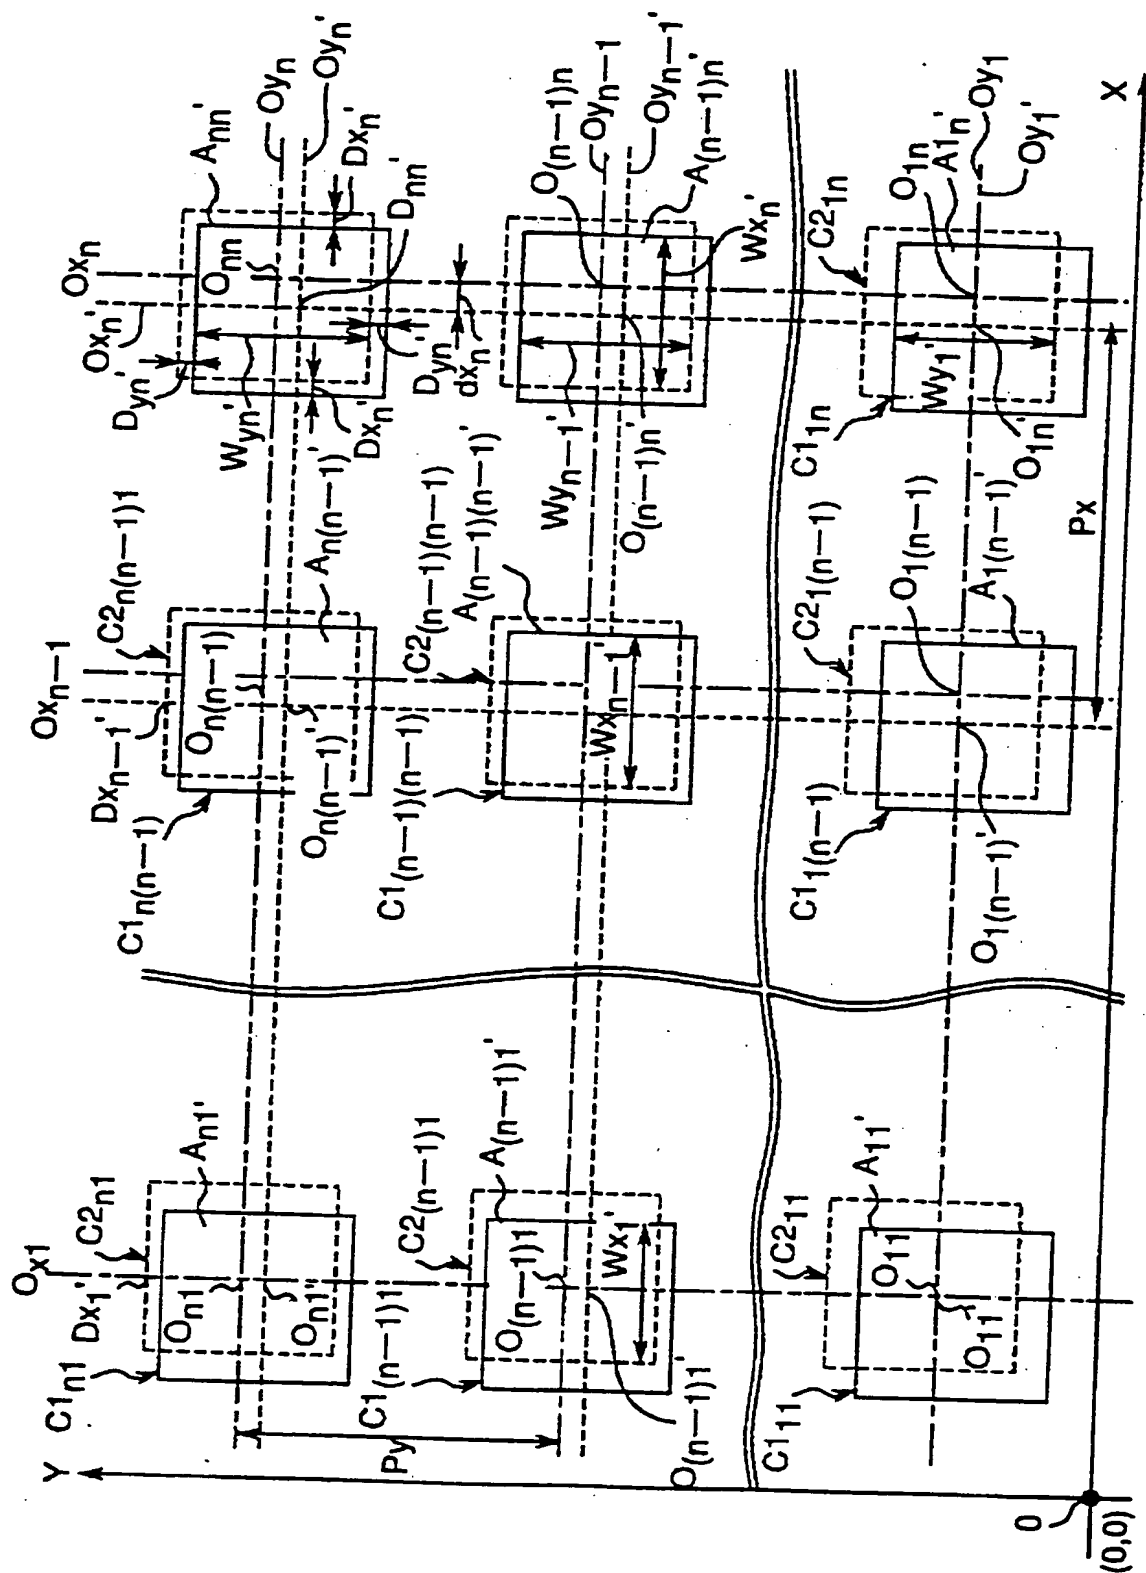 Ox1
Dx1'
C2n1
An1'
C1n1
On1
On1'
Y
Py
C1(n−1)1
C2(n−1)1
A(n−1)1'
O(n−1)1
Wx1'
O(n−1)1'
C111
C211
A11'
O11
O11
0
(0,0)
Oxn−1
Dxn−1'
C2n(n−1)1
C1n(n−1)
On(n−1)
On(n−1)'
An(n−1)'
C1(n−1)(n−1)
C2(n−1)(n−1)
A(n−1)(n−1)'
Wxn−1'
C11(n−1)
C21(n−1)
O1(n−1)
A1(n−1)'
O1(n−1)'
Px
Oxn
Oxn'
Dyn'
Wyn'
Onn
Ann'
Oyn
Oyn'
Dxn'
Dnn'
Dxn'
Dyn'
dxn'
Wyn−1'
O(n−1)n'
O(n−1)n
Oyn−1
Oyn−1'
A(n−1)n'
Wxn'
C11n
C21n
Wy1'
O1n
A1n'
Oy1
Oy1'
O1n'
X